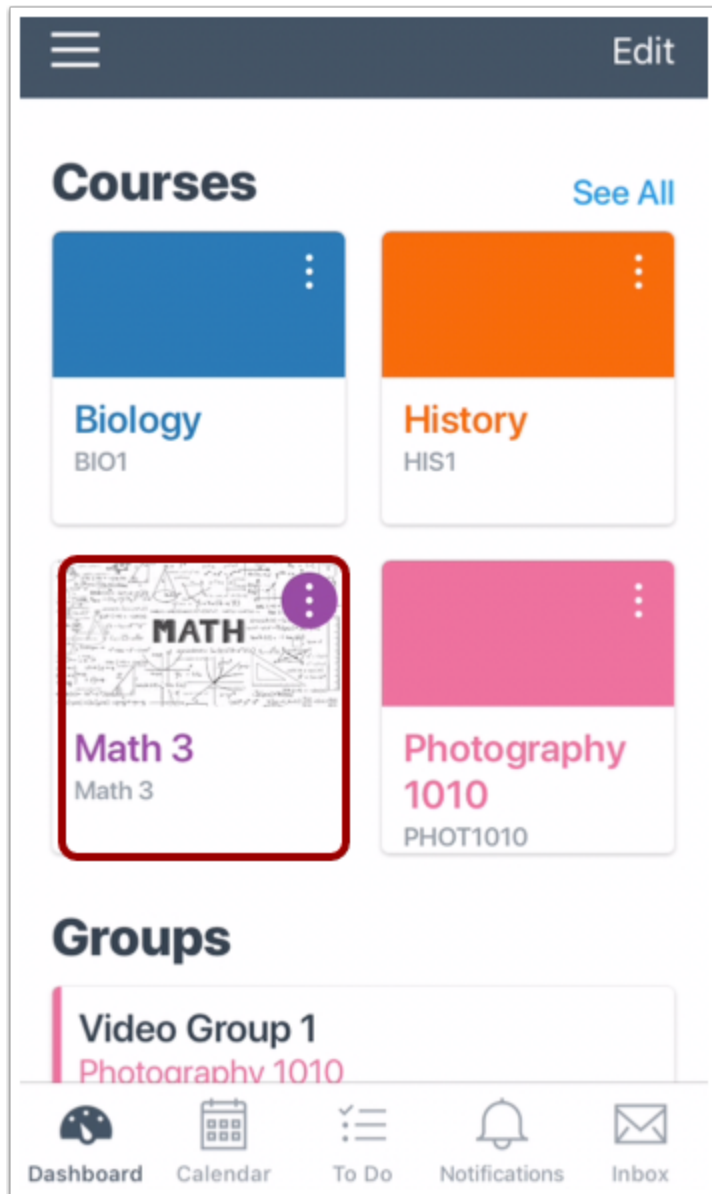 Edit
Courses
See All
Biology
BIO1
History
HIS1
MATH
Math 3
Math 3
Photography
1010
PHOT1010
Groups
Video Group 1
Photography 1010
Dashboard
Calendar
To Do
Notifications
Inbox